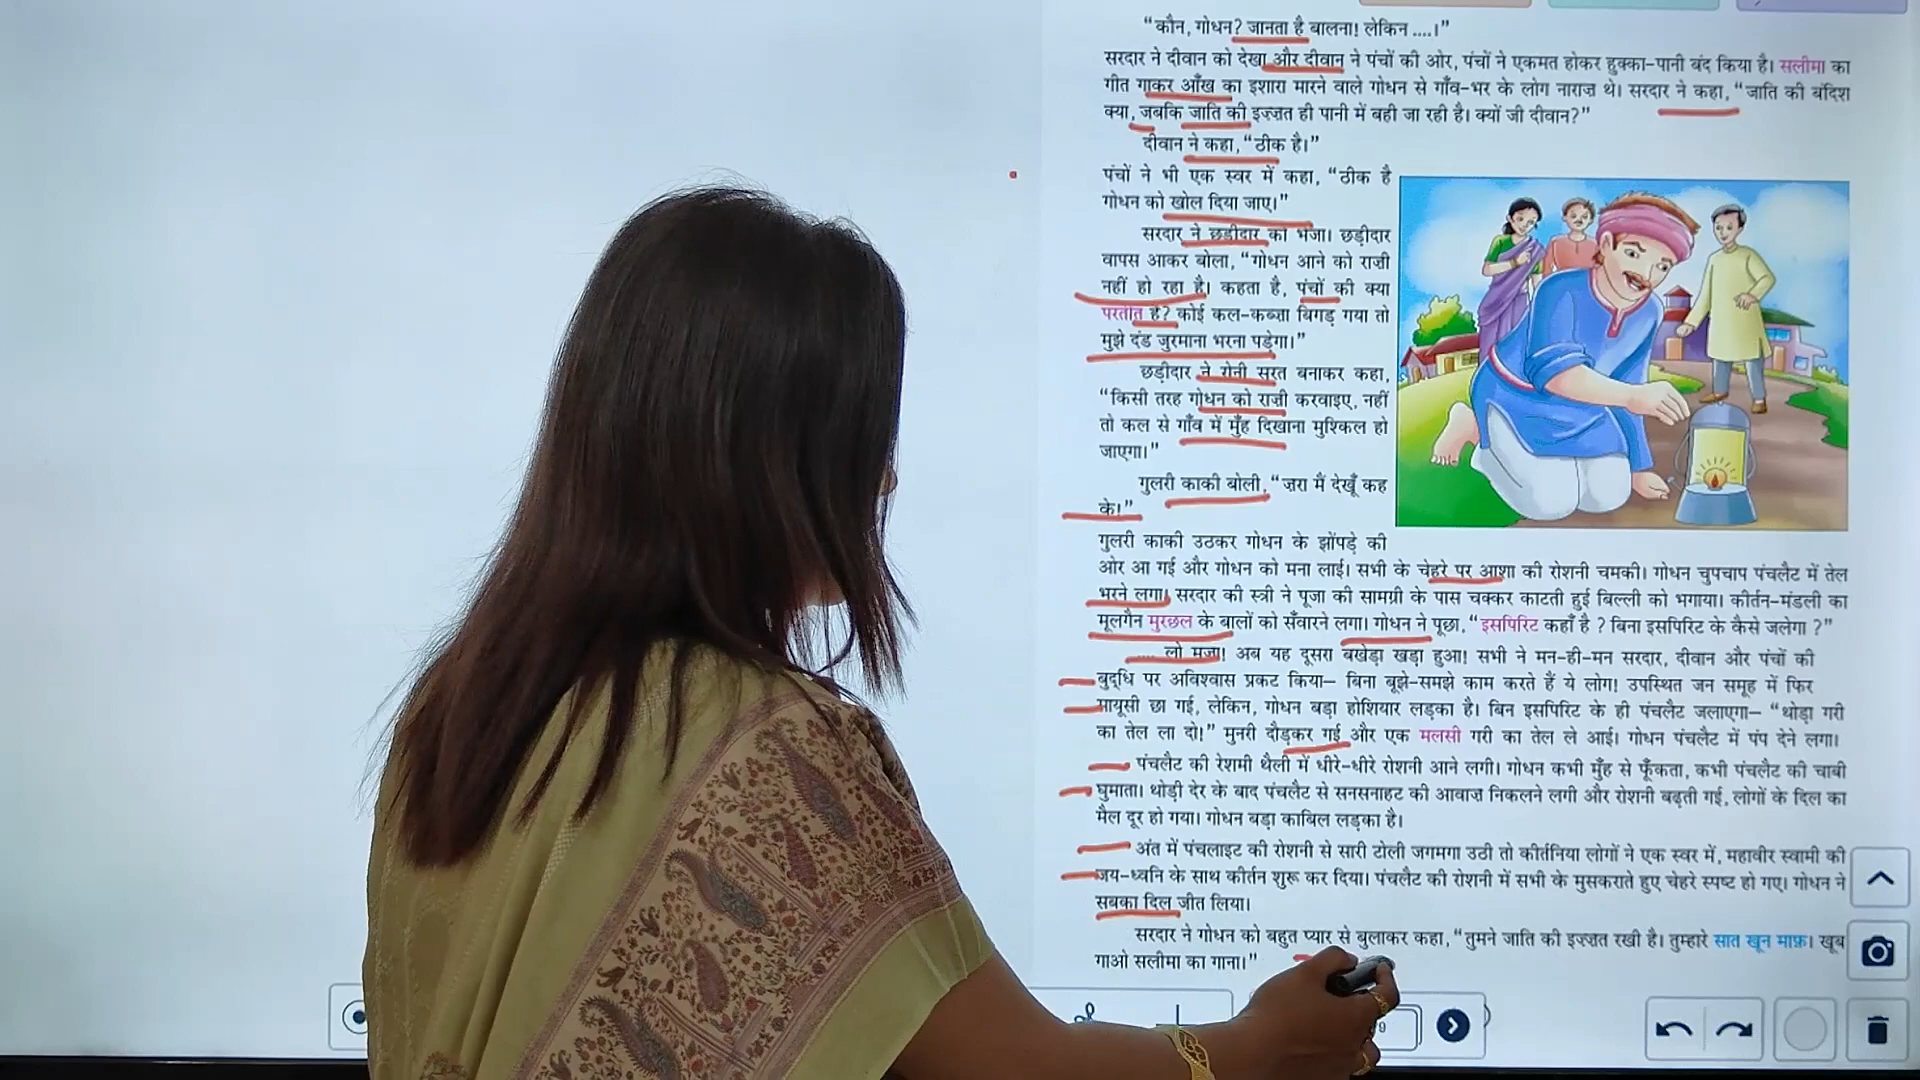 “कौन, गोधन? जानता है बालना! लेकिन ....।”
सरदार ने दीवान को देखा और दीवान ने पंचों की ओर, पंचों ने एकमत होकर हुक्का-पानी बंद किया है। सलीमा का
गीत गाकर आँख का इशारा मारने वाले गोधन से गाँव-भर के लोग नाराज़ थे। सरदार ने कहा, “जाति की बंदिश
क्या, जबकि जाति की इज़्ज़त ही पानी में बही जा रही है। क्यों जी दीवान?”
दीवान ने कहा, “ठीक है।”
पंचों ने भी एक स्वर में कहा, “ठीक है
गोधन को खोल दिया जाए।”
सरदार ने छड़ीदार को भेजा। छड़ीदार
वापस आकर बोला, “गोधन आने को राज़ी
नहीं हो रहा है। कहता है, पंचों की क्या
परतीत है? कोई कल-कब्ज़ा बिगड़ गया तो
मुझे दंड जुरमाना भरना पड़ेगा।”
छड़ीदार ने रोनी सूरत बनाकर कहा,
“किसी तरह गोधन को राज़ी करवाइए, नहीं
तो कल से गाँव में मुँह दिखाना मुश्किल हो
जाएगा।”
गुलरी काकी बोली, “ज़रा मैं देखूँ कह
के।”
गुलरी काकी उठकर गोधन के झोंपड़े की
ओर आ गई और गोधन को मना लाई। सभी के चेहरे पर आशा की रोशनी चमकी। गोधन चुपचाप पंचलैट में तेल
भरने लगा। सरदार की स्त्री ने पूजा की सामग्री के पास चक्कर काटती हुई बिल्ली को भगाया। कीर्तन-मंडली का
मूलगैन मुरछल के बालों को सँवारने लगा। गोधन ने पूछा, “इसपिरिट कहाँ है ? बिना इसपिरिट के कैसे जलेगा ?”
.... लो मज़ा! अब यह दूसरा बखेड़ा खड़ा हुआ! सभी ने मन-ही-मन सरदार, दीवान और पंचों की
बुद्धि पर अविश्वास प्रकट किया— बिना बूझे-समझे काम करते हैं ये लोग! उपस्थित जन समूह में फिर
मायूसी छा गई, लेकिन, गोधन बड़ा होशियार लड़का है। बिन इसपिरिट के ही पंचलैट जलाएगा— “थोड़ा गरी
का तेल ला दो!” मुनरी दौड़कर गई और एक मलसी गरी का तेल ले आई। गोधन पंचलैट में पंप देने लगा।
पंचलैट की रेशमी थैली में धीरे-धीरे रोशनी आने लगी। गोधन कभी मुँह से फूँकता, कभी पंचलैट की चाबी
घुमाता। थोड़ी देर के बाद पंचलैट से सनसनाहट की आवाज़ निकलने लगी और रोशनी बढ़ती गई, लोगों के दिल का
मैल दूर हो गया। गोधन बड़ा काबिल लड़का है।
अंत में पंचलाइट की रोशनी से सारी टोली जगमगा उठी तो कीर्तनिया लोगों ने एक स्वर में, महावीर स्वामी की
जय-ध्वनि के साथ कीर्तन शुरू कर दिया। पंचलैट की रोशनी में सभी के मुसकराते हुए चेहरे स्पष्ट हो गए। गोधन ने
सबका दिल जीत लिया।
सरदार ने गोधन को बहुत प्यार से बुलाकर कहा, “तुमने जाति की इज़्ज़त रखी है। तुम्हारे सात खून माफ़। खूब
गाओ सलीमा का गाना।”